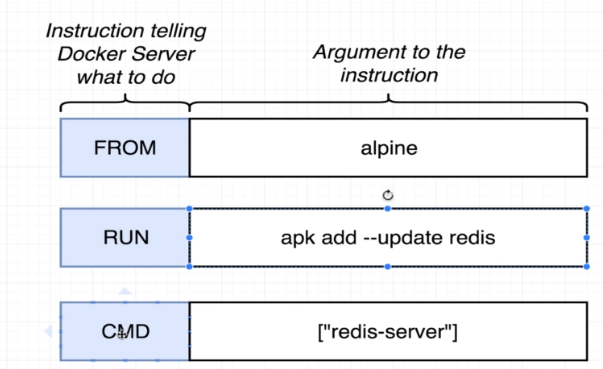 Instruction telling
Docker Server
what to do
Argument to the
instruction
FROM
alpine
RUN
apk add --update redis
CMD
["redis-server"]